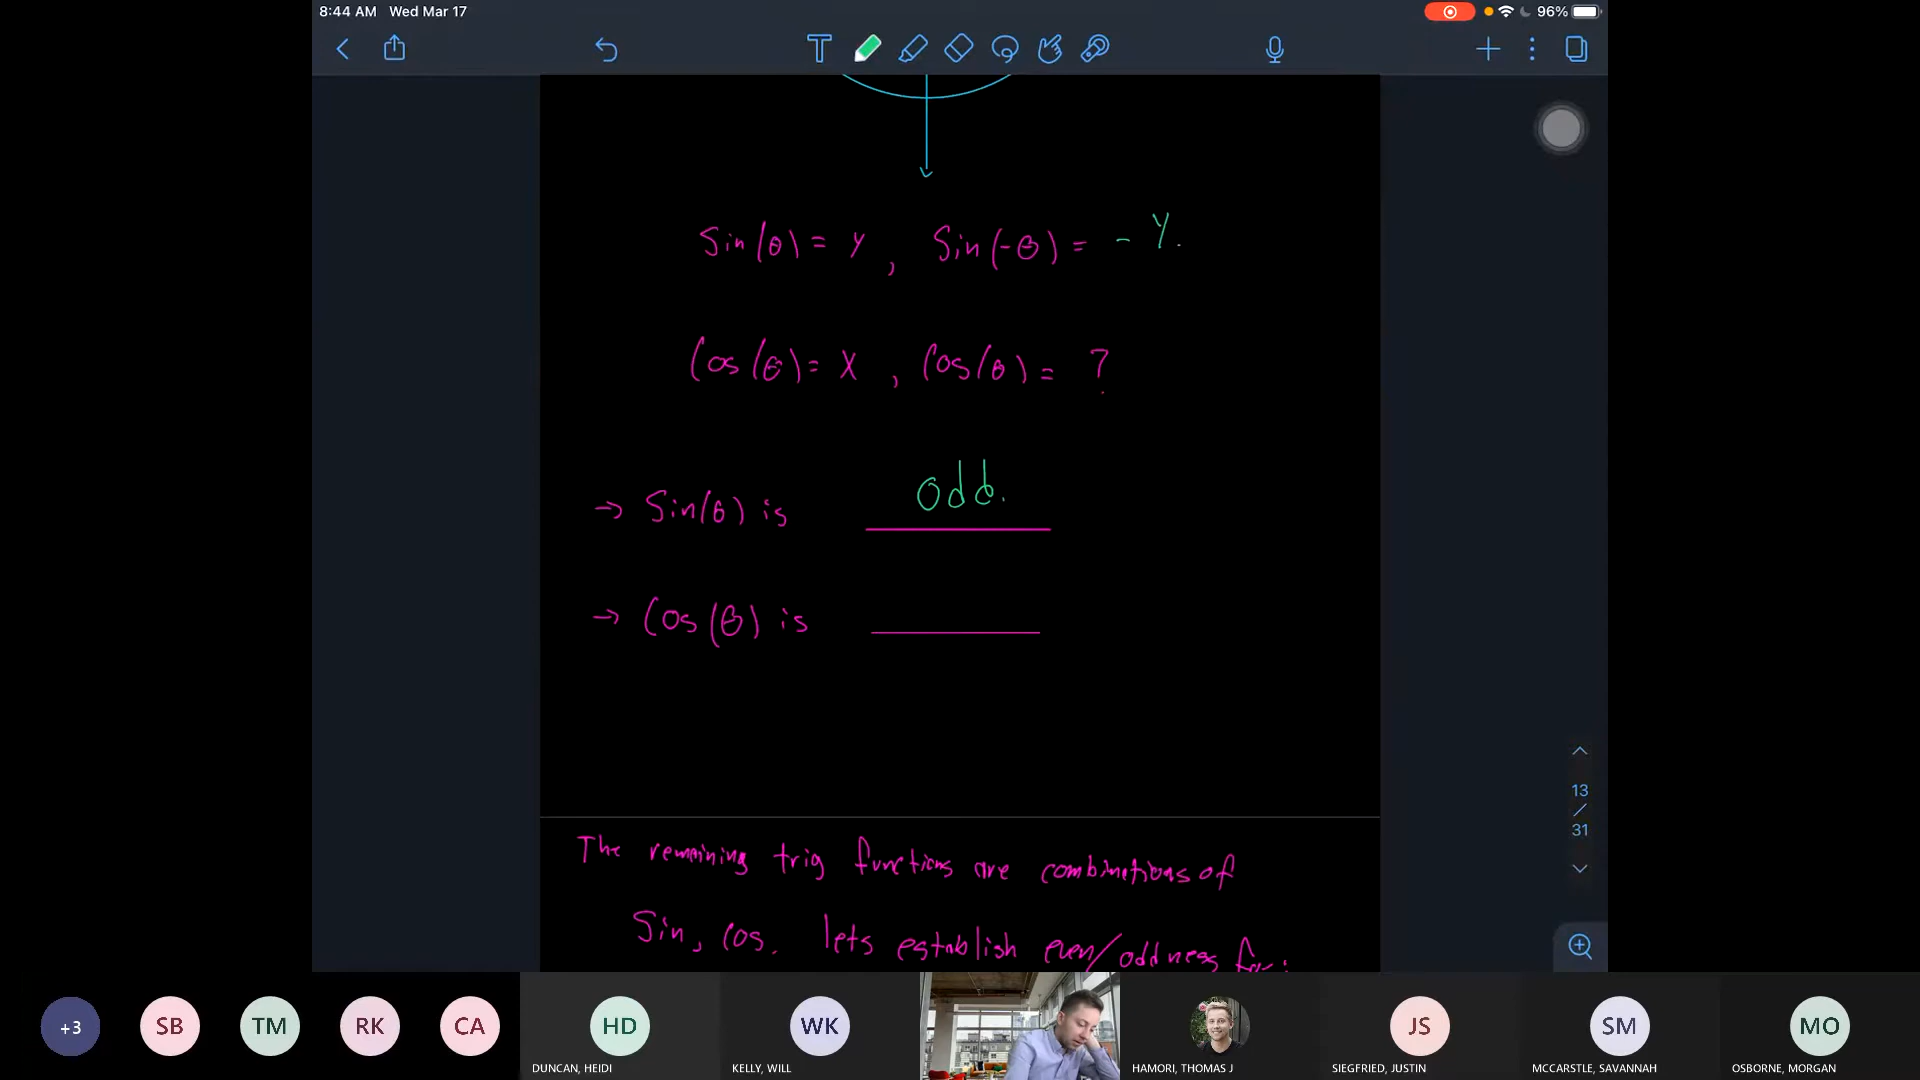 8:44 AM Wed Mar 17
96%
Sin(θ) = y , Sin(-θ) = - y.
Cos(θ) = X , Cos(θ) = ?
→ Sin(θ) is odd.
→ Cos(θ) is
13
/
31
The remaining trig functions are combinations of
Sin, Cos. lets establish even/oddness for:
+3 SB TM RK CA HD WK JS SM MO
DUNCAN, HEIDI KELLY, WILL HAMORI, THOMAS J SIEGFRIED, JUSTIN MCCARSTLE, SAVANNAH OSBORNE, MORGAN